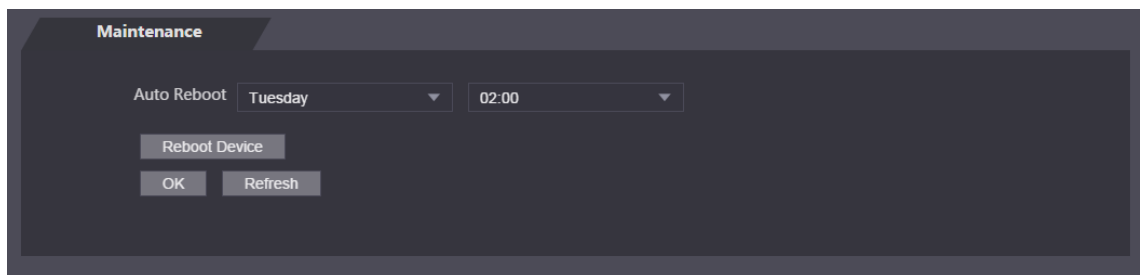 Maintenance
Auto Reboot Tuesday 02:00
Reboot Device
OK Refresh